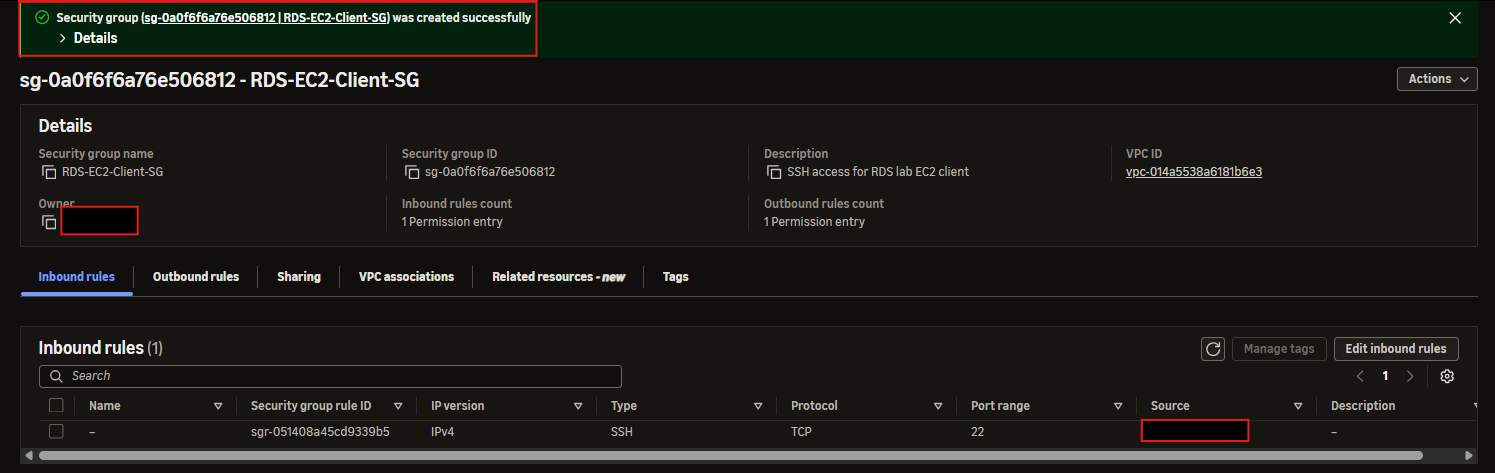 Security group (sg-0a0f6f6a76e506812 | RDS-EC2-Client-SG) was created successfully
Details
sg-0a0f6f6a76e506812 - RDS-EC2-Client-SG
Actions
Details
Security group name
RDS-EC2-Client-SG
Security group ID
sg-0a0f6f6a76e506812
Description
SSH access for RDS lab EC2 client
VPC ID
vpc-014a5538a6181b6e3
Owner
Inbound rules count
1 Permission entry
Outbound rules count
1 Permission entry
Inbound rules Outbound rules Sharing VPC associations Related resources - new Tags
Inbound rules (1)
Manage tags
Edit inbound rules
Search
1
Name Security group rule ID IP version Type Protocol Port range Source Description
– sgr-051408a45cd9339b5 IPv4 SSH TCP 22 –